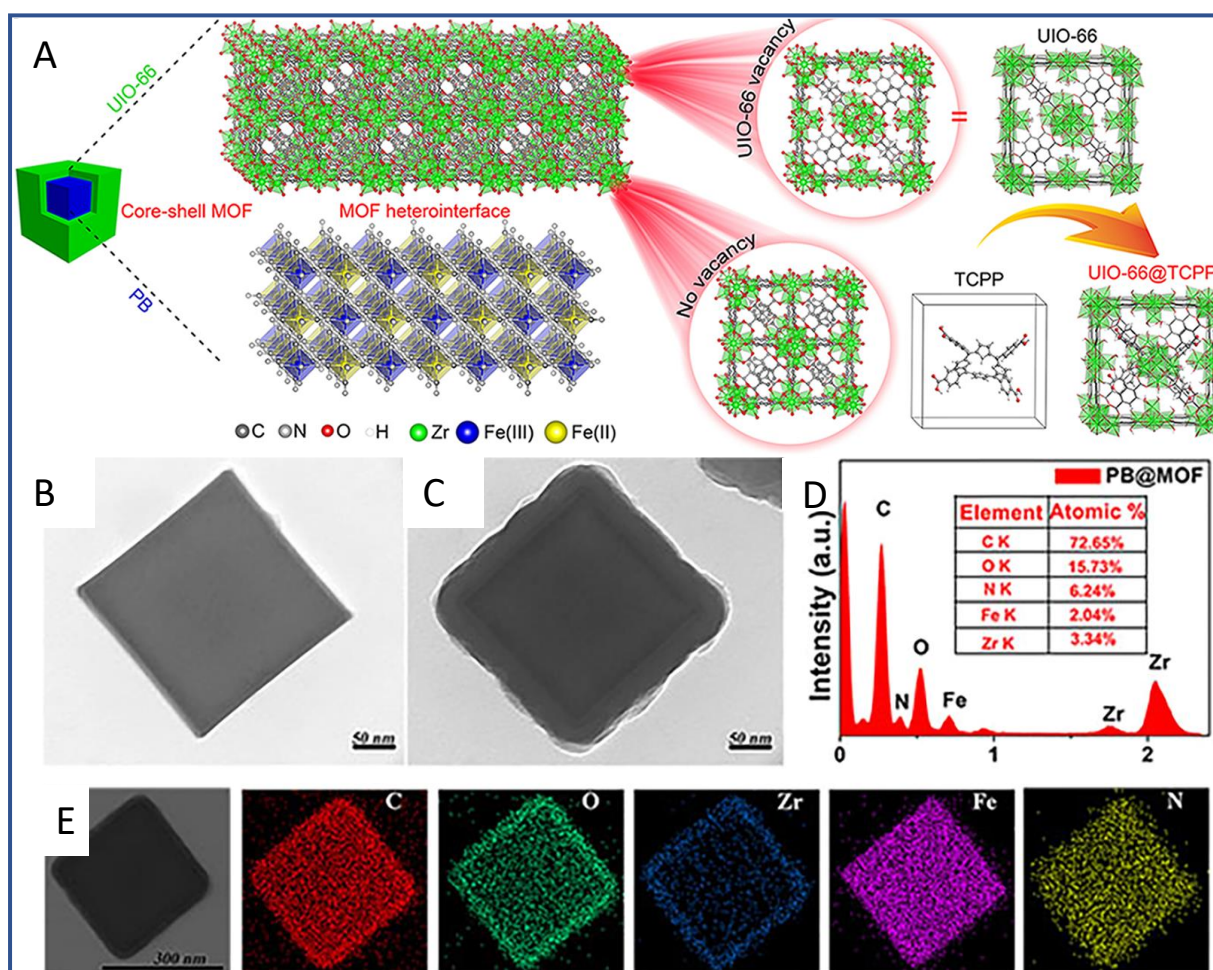 A
UIO-66
PB
Core-shell MOF
MOF heterointerface
UIO-66 vacancy
No vacancy
=
UIO-66
TCPP
UIO-66@TCPP
C N O H Zr Fe(III) Fe(II)
B
50 nm
C
50 nm
D
PB@MOF
Element Atomic %
C K 72.65%
O K 15.73%
N K 6.24%
Fe K 2.04%
Zr K 3.34%
Intensity (a.u.)
C
N
O
Fe
Zr
Zr
0 1 2
E
300 nm
C
O
Zr
Fe
N